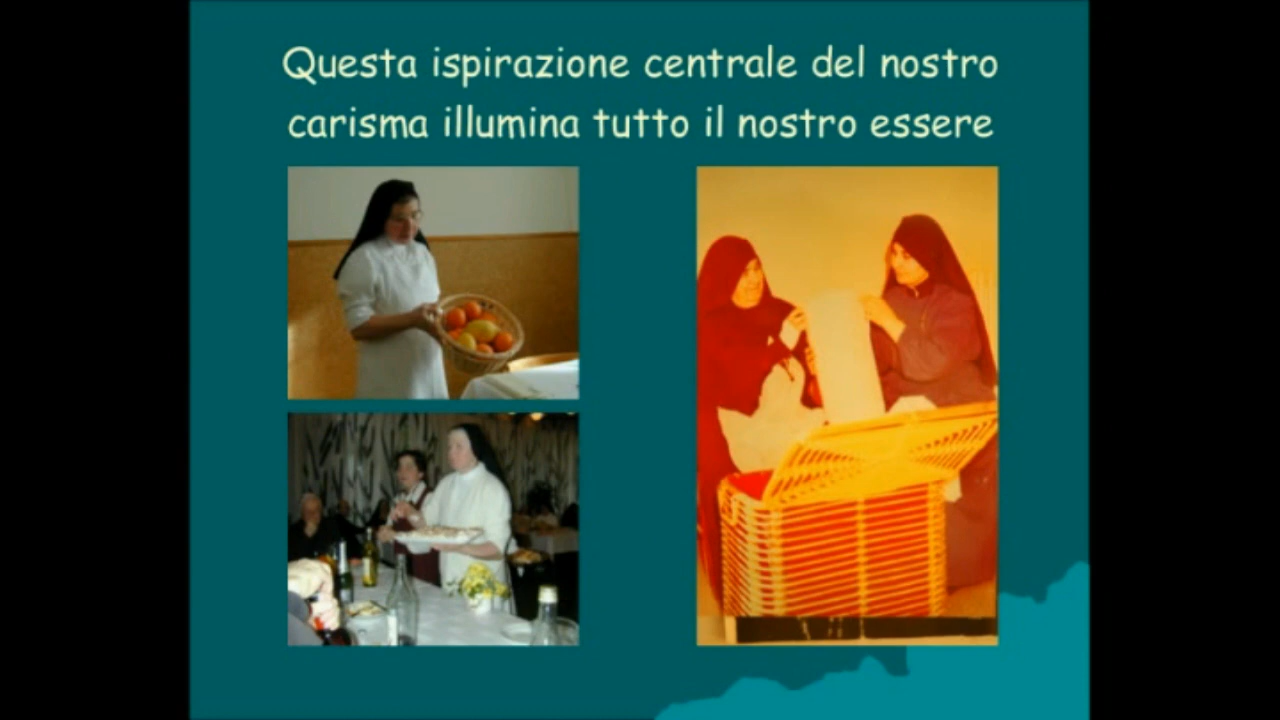 Questa ispirazione centrale del nostro
carisma illumina tutto il nostro essere